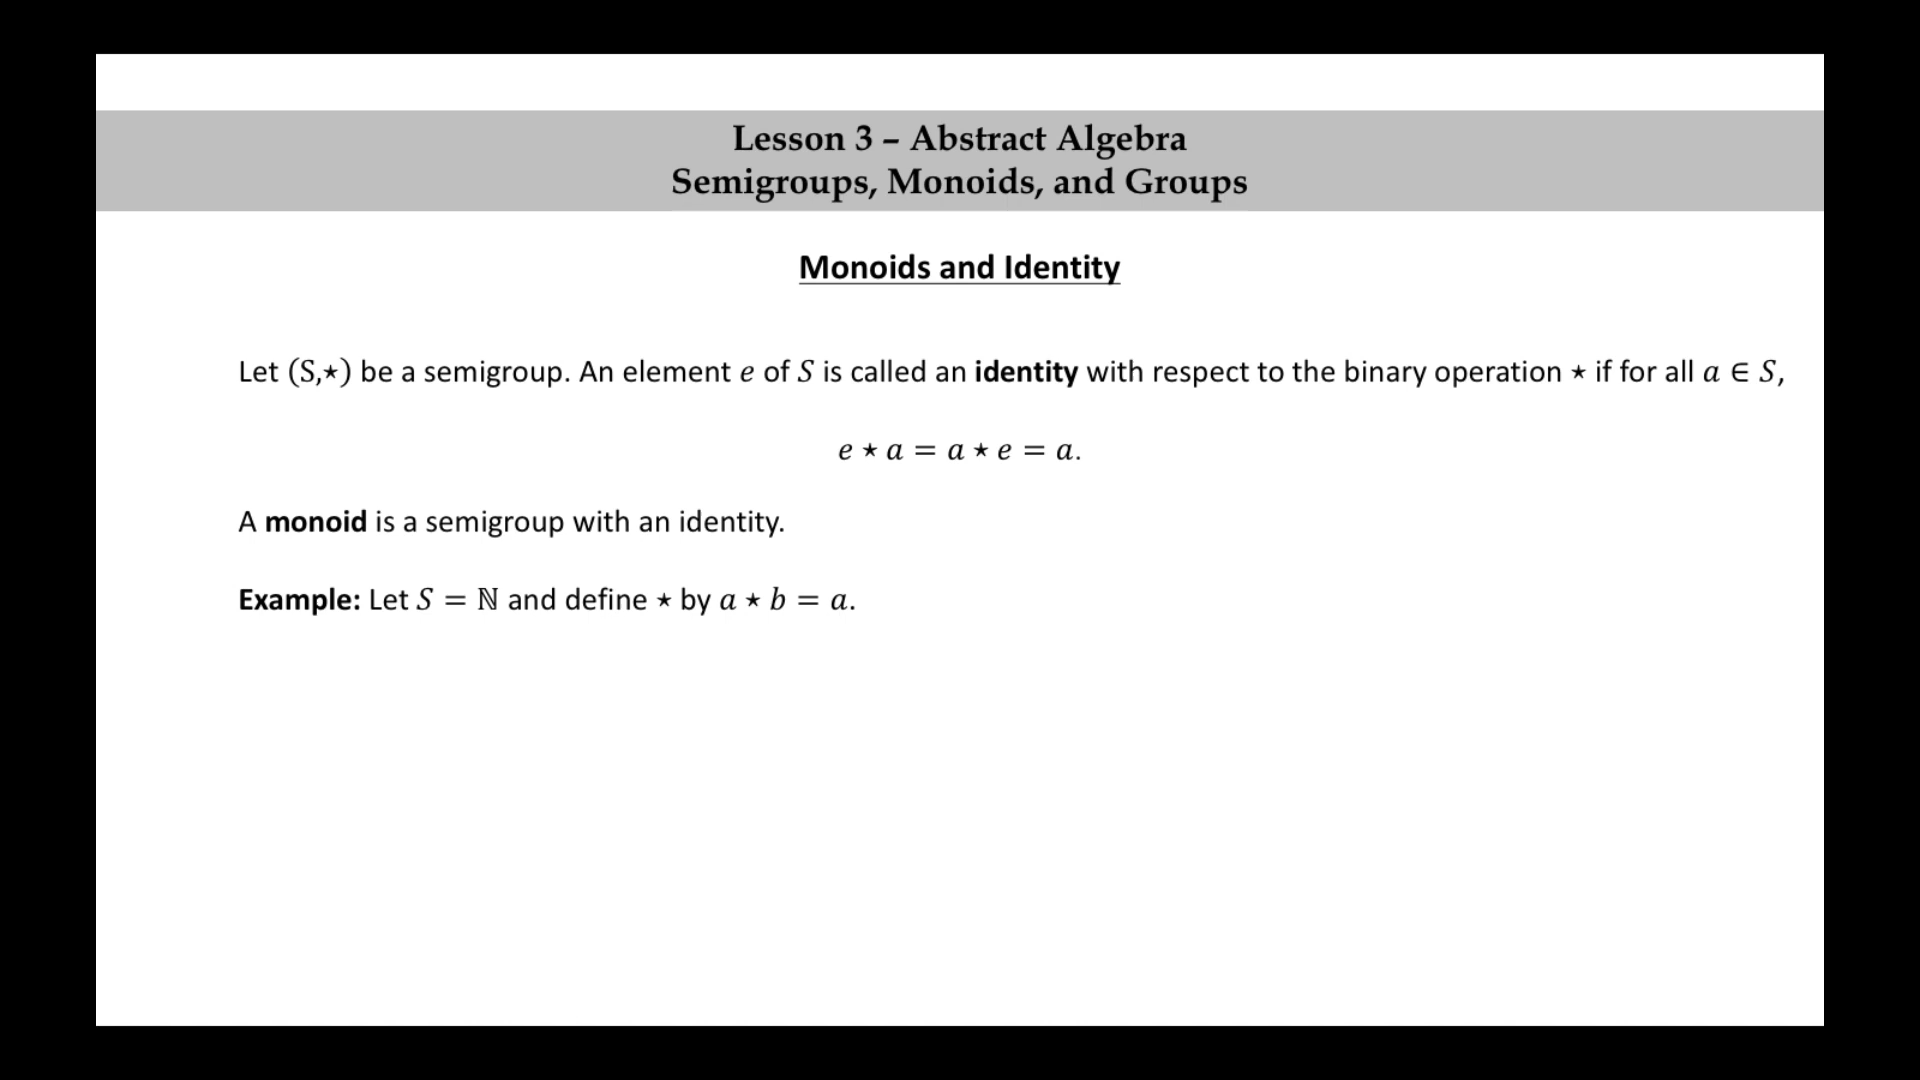 Lesson 3 – Abstract Algebra
Semigroups, Monoids, and Groups
Monoids and Identity
Let (S,⋆) be a semigroup. An element 𝑒 of 𝑆 is called an identity with respect to the binary operation ⋆ if for all 𝑎 ∈ 𝑆,
𝑒 ⋆ 𝑎 = 𝑎 ⋆ 𝑒 = 𝑎.
A monoid is a semigroup with an identity.
Example: Let 𝑆 = ℕ and define ⋆ by 𝑎 ⋆ 𝑏 = 𝑎.